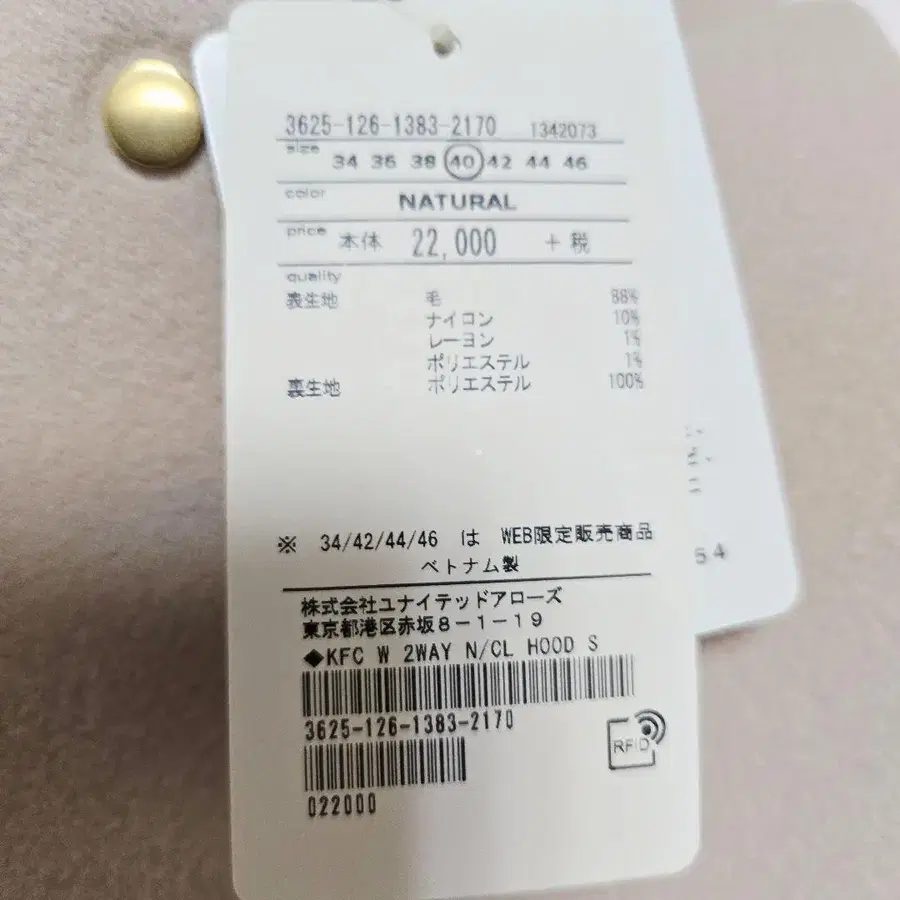 3625-126-1383-2170 1342073
size 34 36 38 40 42 44 46
color NATURAL
price 本体 22,000 +税
quality
表生地 毛 88%
ナイロン 10%
レーヨン 1%
ポリエステル 1%
裏生地 ポリエステル 100%
※ 34/42/44/46 は WEB限定販売商品
ベトナム製
株式会社ユナイテッドアローズ
東京都港区赤坂8-1-19
◆KFC W 2WAY N/CL HOOD S
3625-126-1383-2170
RFID
022000
54